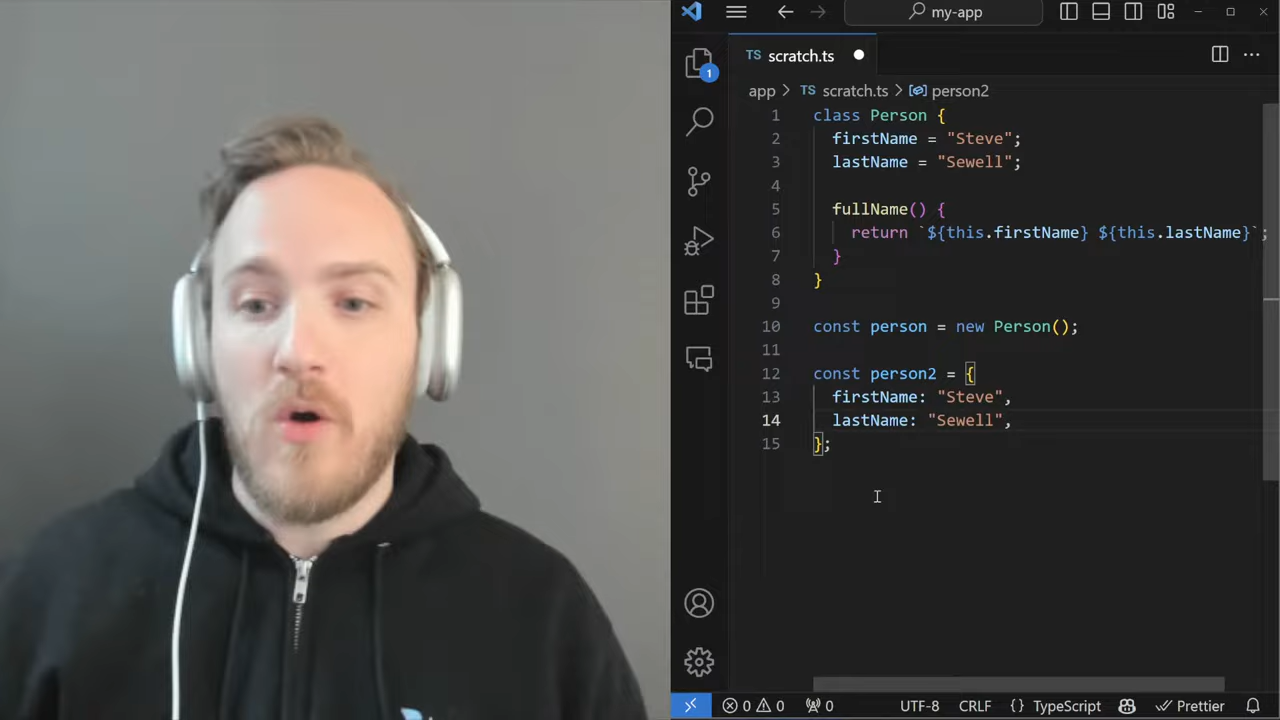 my-app
TS scratch.ts
1
app > TS scratch.ts > person2
1 class Person {
2 firstName = "Steve";
3 lastName = "Sewell";
4
5 fullName() {
6 return `${this.firstName} ${this.lastName}`;
7 }
8 }
9
10 const person = new Person();
11
12 const person2 = {
13 firstName: "Steve",
14 lastName: "Sewell",
15 };
0 0 0 UTF-8 CRLF {} TypeScript Prettier